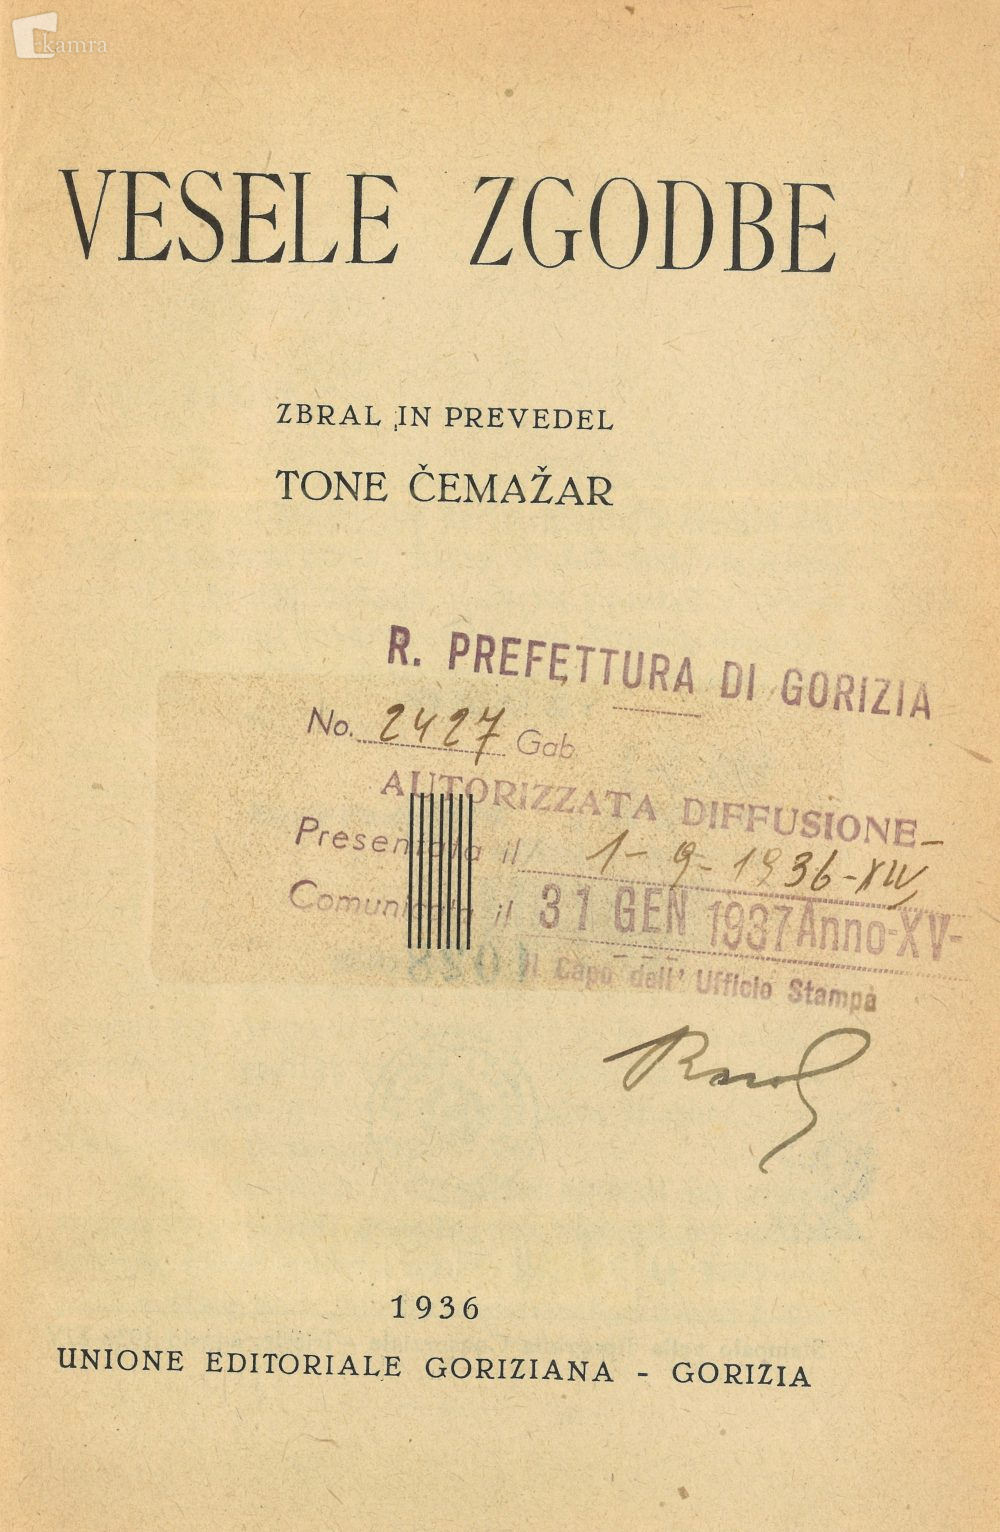 kamra
VESELE ZGODBE
ZBRAL IN PREVEDEL
TONE ČEMAŽAR
R. PREFETTURA DI GORIZIA
No. 2427 Gab.
AUTORIZZATA DIFFUSIONE
Presentata il 1-9-1936-XIV
Comunicata il 31 GEN 1937 Anno-XV-
Il Capo dell' Ufficio Stampa
1936
UNIONE EDITORIALE GORIZIANA - GORIZIA